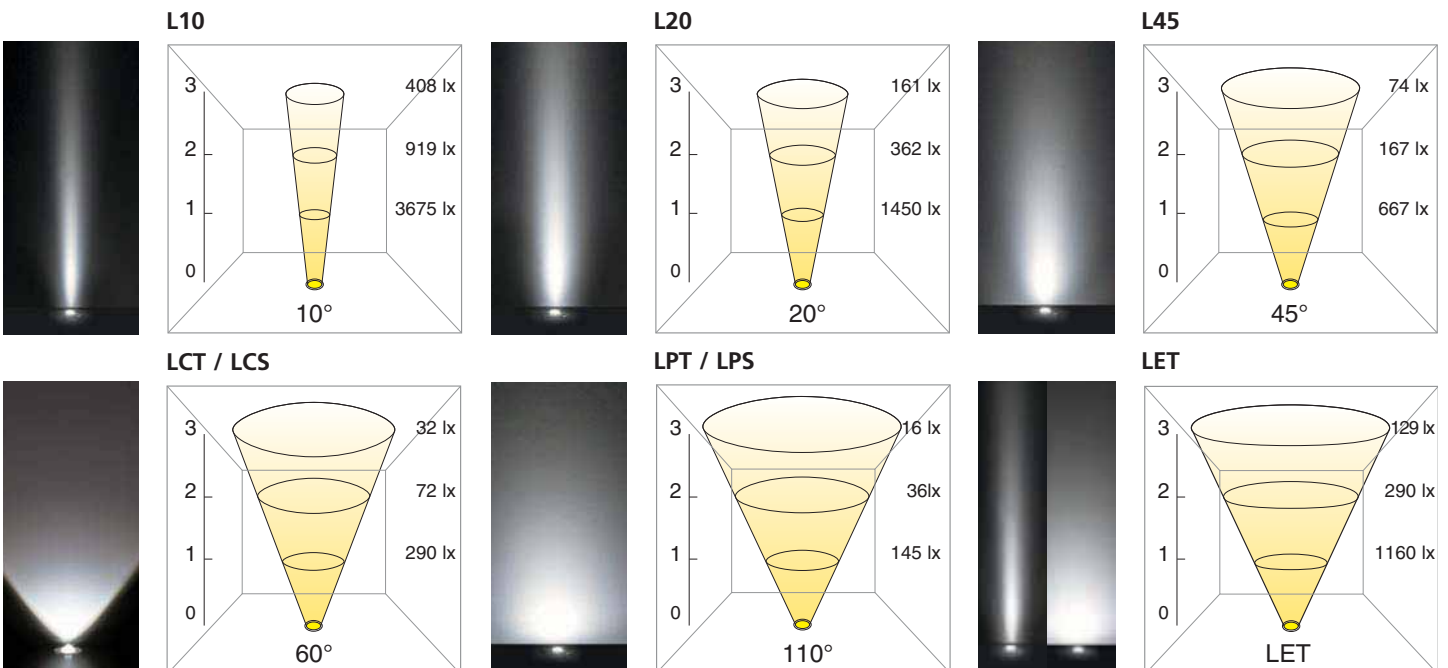 L10
3
408 lx
2
919 lx
1
3675 lx
0
10°
L20
3
161 lx
2
362 lx
1
1450 lx
0
20°
L45
3
74 lx
2
167 lx
1
667 lx
0
45°
LCT / LCS
3
32 lx
2
72 lx
1
290 lx
0
60°
LPT / LPS
3
16 lx
2
36lx
1
145 lx
0
110°
LET
3
129 lx
2
290 lx
1
1160 lx
0
LET